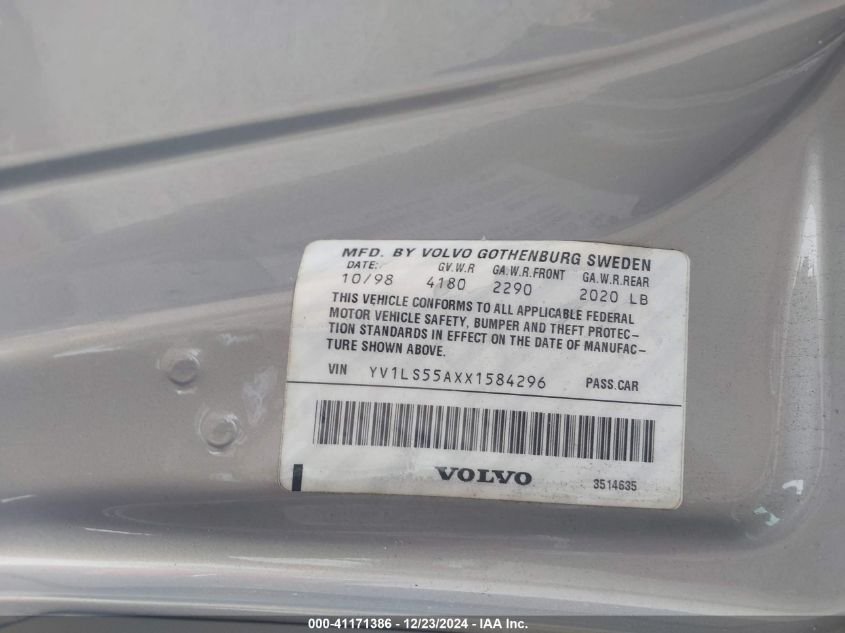 MFD. BY VOLVO GOTHENBURG SWEDEN
DATE: GV.W.R GA.W.R.FRONT GA.W.R.REAR
10/98 4180 2290 2020 LB
THIS VEHICLE CONFORMS TO ALL APPLICABLE FEDERAL
MOTOR VEHICLE SAFETY, BUMPER AND THEFT PROTEC-
TION STANDARDS IN EFFECT ON THE DATE OF MANUFAC-
TURE SHOWN ABOVE.
VIN YV1LS55AXX1584296 PASS.CAR
VOLVO
3514635
000-41171386 - 12/23/2024 - IAA Inc.